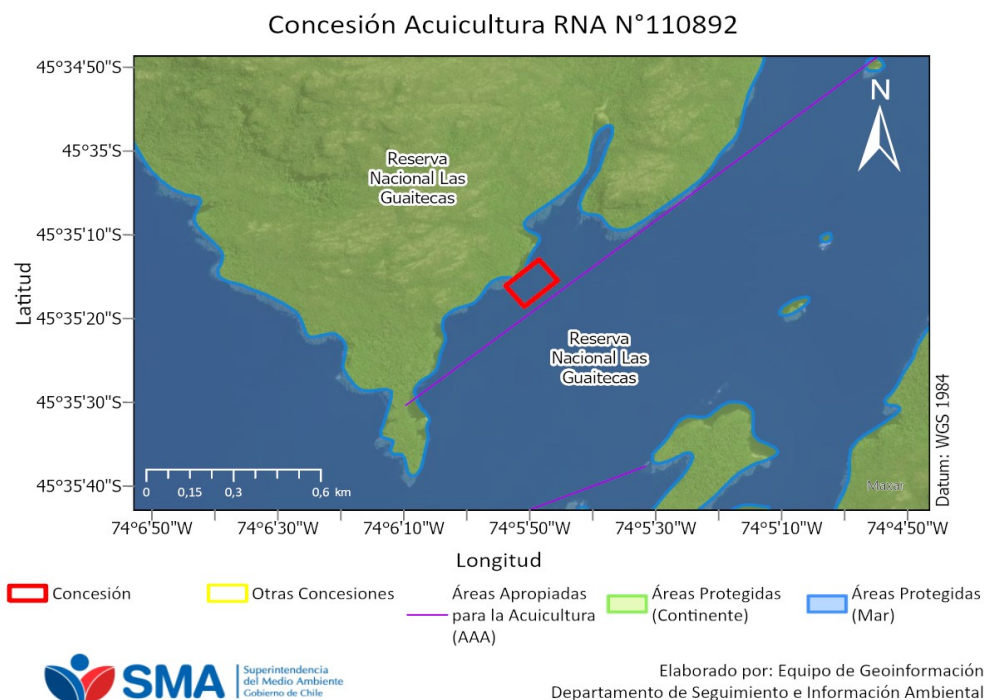 Concesión Acuicultura RNA N°110892
45°34'50"S
45°35'S
45°35'10"S
45°35'20"S
45°35'30"S
45°35'40"S
Latitud
Reserva
Nacional Las
Guaitecas
N
Reserva
Nacional Las
Guaitecas
Datum: WGS 1984
Maxar
0 0,15 0,3 0,6 km
74°6'50"W 74°6'30"W 74°6'10"W 74°5'50"W 74°5'30"W 74°5'10"W 74°4'50"W
Longitud
Concesión
Otras Concesiones
Áreas Apropiadas
para la Acuicultura
(AAA)
Áreas Protegidas
(Continente)
Áreas Protegidas
(Mar)
SMA
Superintendencia
del Medio Ambiente
Gobierno de Chile
Elaborado por: Equipo de Geoinformación
Departamento de Seguimiento e Información Ambiental